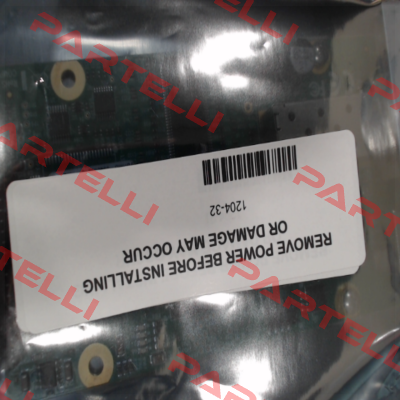 REMOVE POWER BEFORE INSTALLING
OR DAMAGE MAY OCCUR
1204-32
PARTELLI
PARTELLI
PARTELLI
PARTELLI